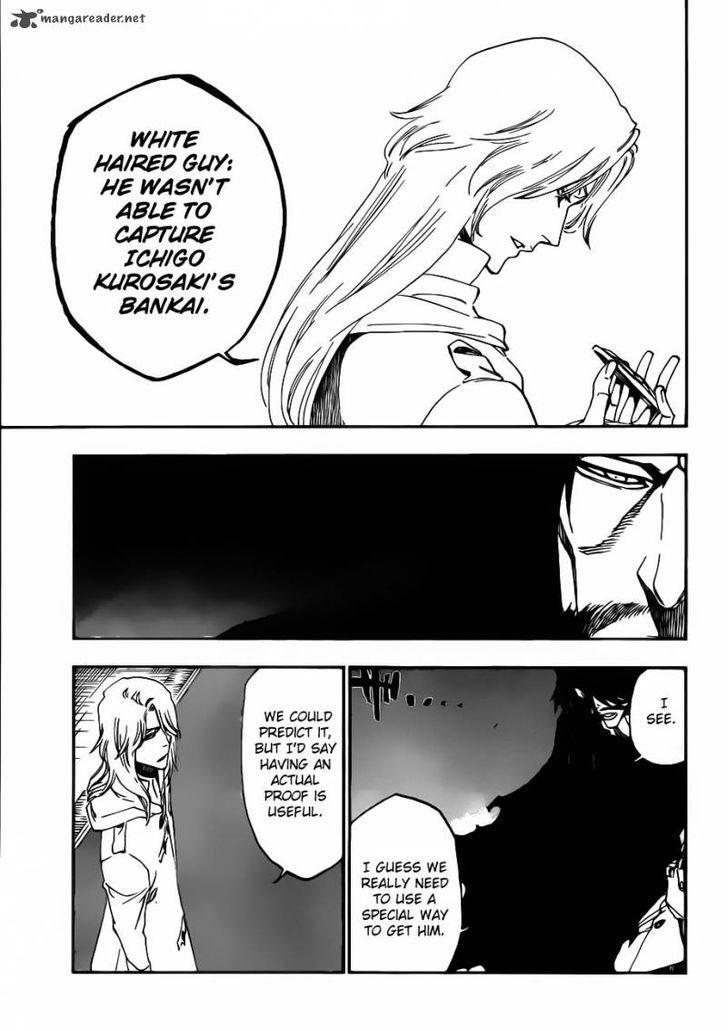 mangareader.net
WHITE
HAIRED GUY:
HE WASN'T
ABLE TO
CAPTURE
ICHIGO
KUROSAKI'S
BANKAI.
I
SEE.
I GUESS WE
REALLY NEED
TO USE A
SPECIAL WAY
TO GET HIM.
WE COULD
PREDICT IT,
BUT I'D SAY
HAVING AN
ACTUAL
PROOF IS
USEFUL.